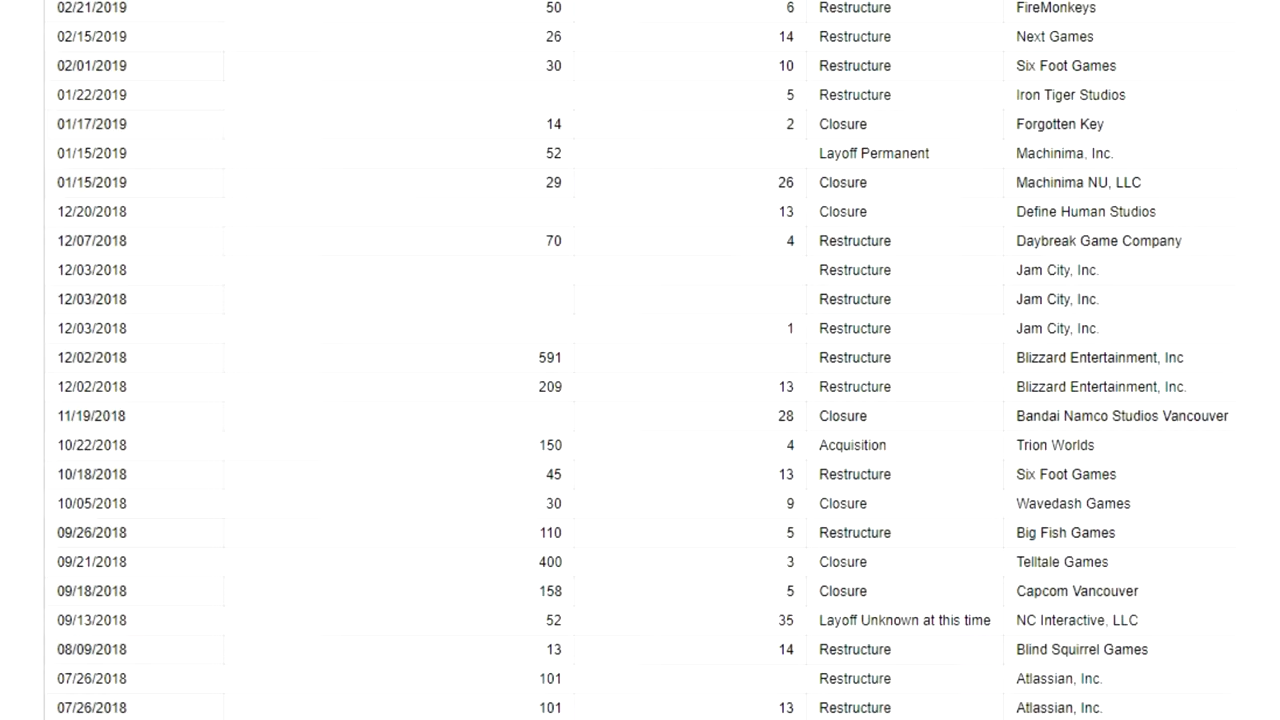 02/21/2019 50 6 Restructure FireMonkeys
02/15/2019 26 14 Restructure Next Games
02/01/2019 30 10 Restructure Six Foot Games
01/22/2019 5 Restructure Iron Tiger Studios
01/17/2019 14 2 Closure Forgotten Key
01/15/2019 52 Layoff Permanent Machinima, Inc.
01/15/2019 29 26 Closure Machinima NU, LLC
12/20/2018 13 Closure Define Human Studios
12/07/2018 70 4 Restructure Daybreak Game Company
12/03/2018 Restructure Jam City, Inc.
12/03/2018 Restructure Jam City, Inc.
12/03/2018 1 Restructure Jam City, Inc.
12/02/2018 591 Restructure Blizzard Entertainment, Inc
12/02/2018 209 13 Restructure Blizzard Entertainment, Inc.
11/19/2018 28 Closure Bandai Namco Studios Vancouver
10/22/2018 150 4 Acquisition Trion Worlds
10/18/2018 45 13 Restructure Six Foot Games
10/05/2018 30 9 Closure Wavedash Games
09/26/2018 110 5 Restructure Big Fish Games
09/21/2018 400 3 Closure Telltale Games
09/18/2018 158 5 Closure Capcom Vancouver
09/13/2018 52 35 Layoff Unknown at this time NC Interactive, LLC
08/09/2018 13 14 Restructure Blind Squirrel Games
07/26/2018 101 Restructure Atlassian, Inc.
07/26/2018 101 13 Restructure Atlassian, Inc.